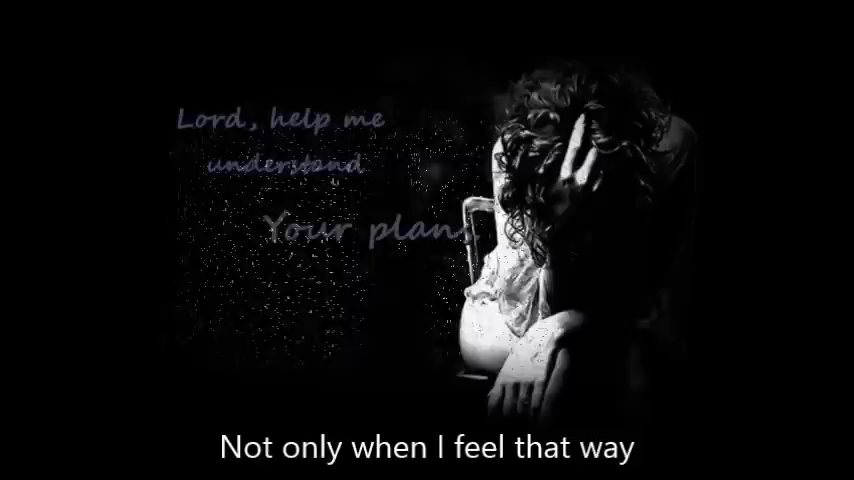 Lord, help me
understand
Your plans
Not only when I feel that way